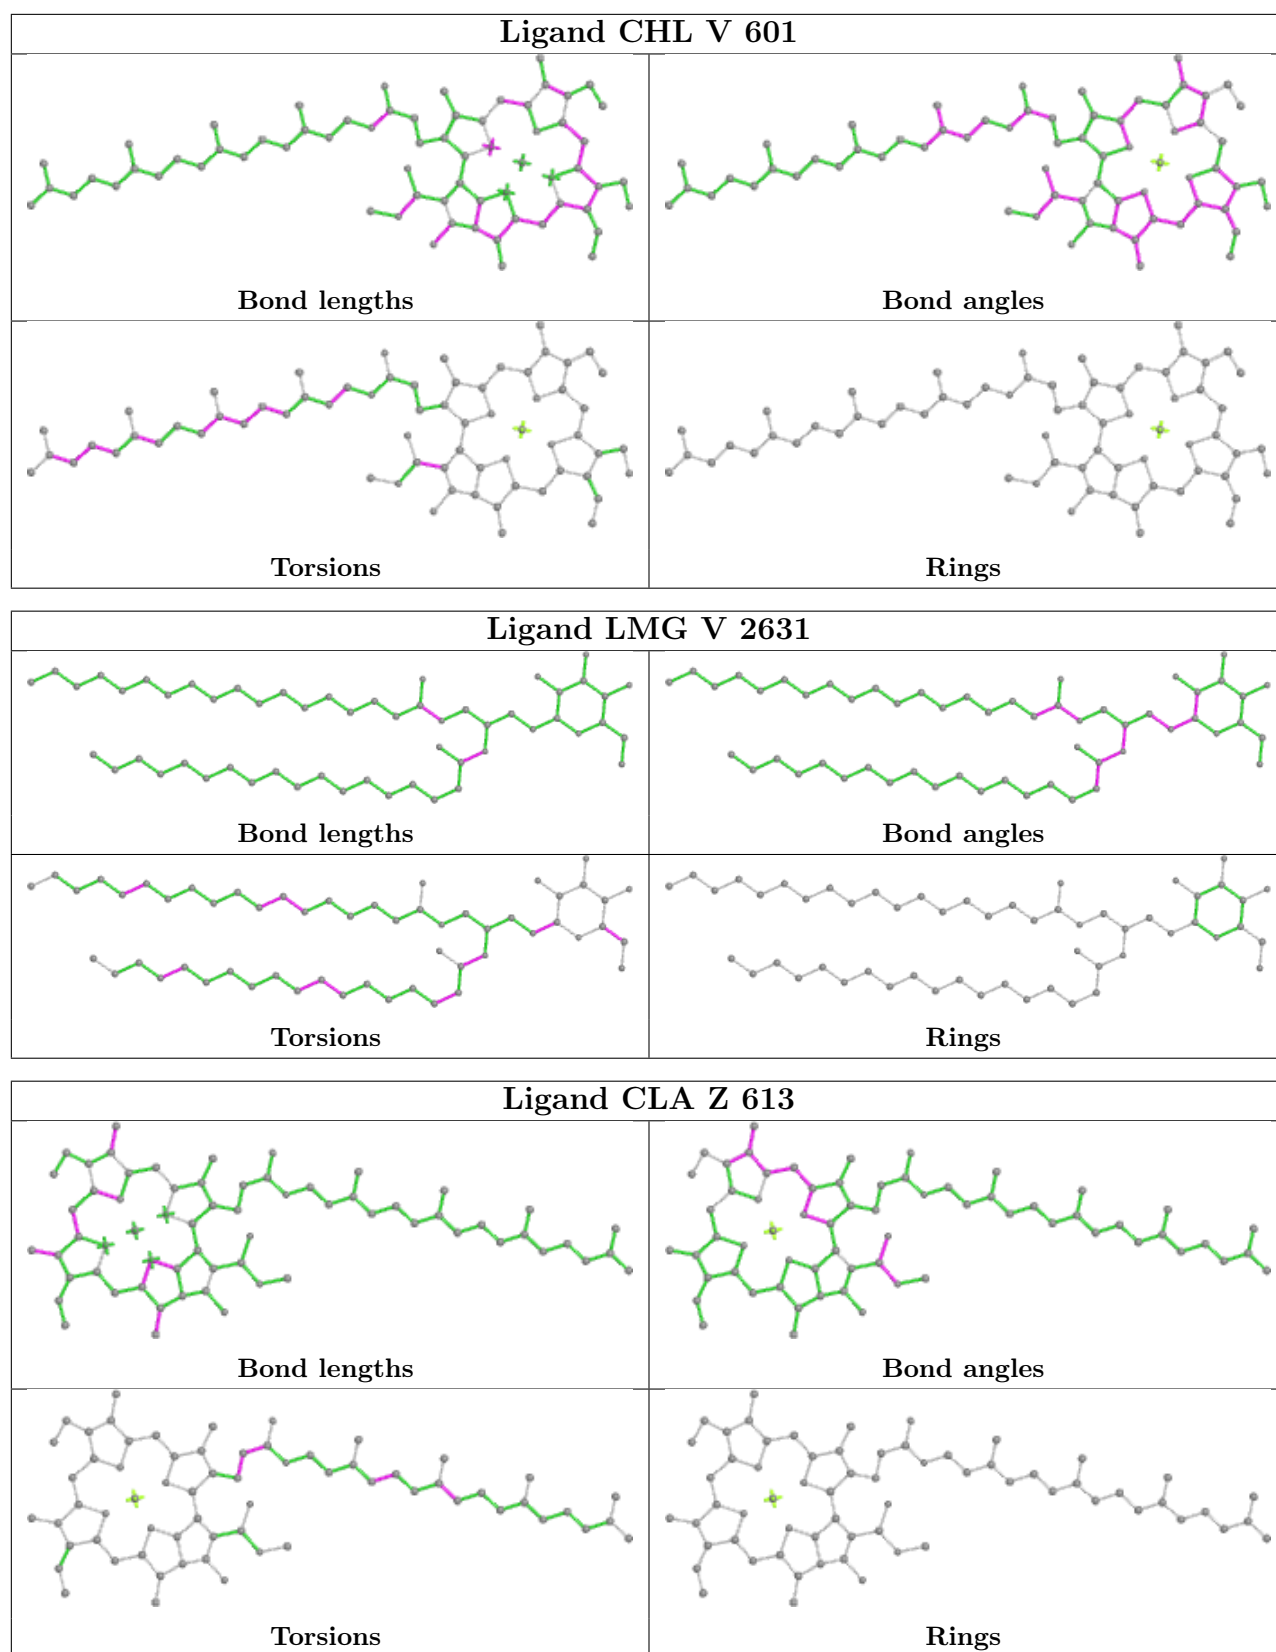 Ligand CHL V 601
Bond lengths
Bond angles
Torsions
Rings
Ligand LMG V 2631
Bond lengths
Bond angles
Torsions
Rings
Ligand CLA Z 613
Bond lengths
Bond angles
Torsions
Rings